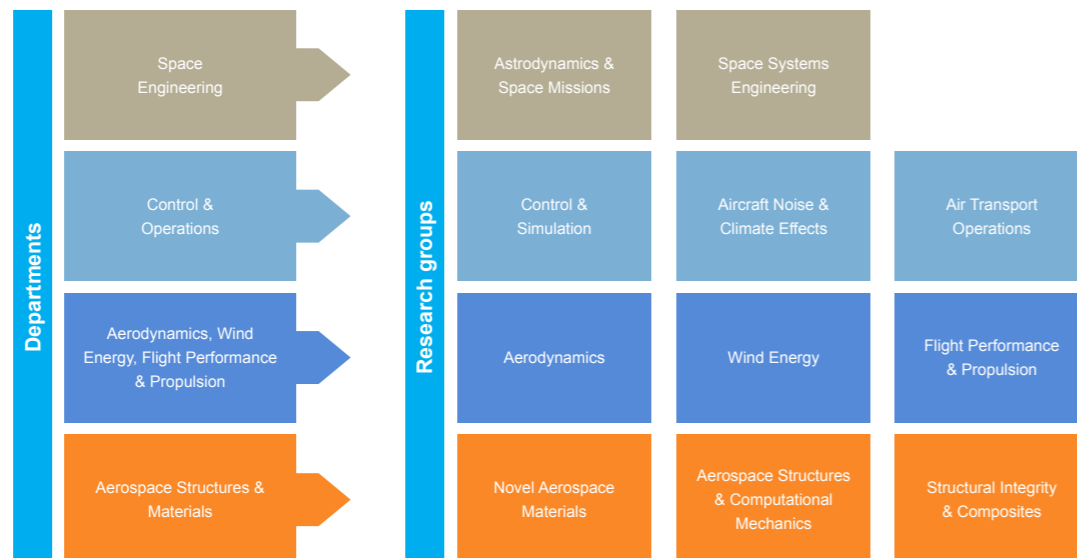 Departments
Space
Engineering
Control &
Operations
Aerodynamics, Wind
Energy, Flight Performance
& Propulsion
Aerospace Structures &
Materials
Research groups
Astrodynamics &
Space Missions
Space Systems
Engineering
Control &
Simulation
Aircraft Noise &
Climate Effects
Air Transport
Operations
Aerodynamics
Wind Energy
Flight Performance
& Propulsion
Novel Aerospace
Materials
Aerospace Structures
& Computational
Mechanics
Structural Integrity
& Composites